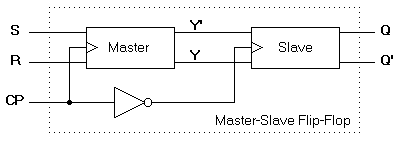 S Y' Q
Master Slave
R Y Q'
CP
Master-Slave Flip-Flop